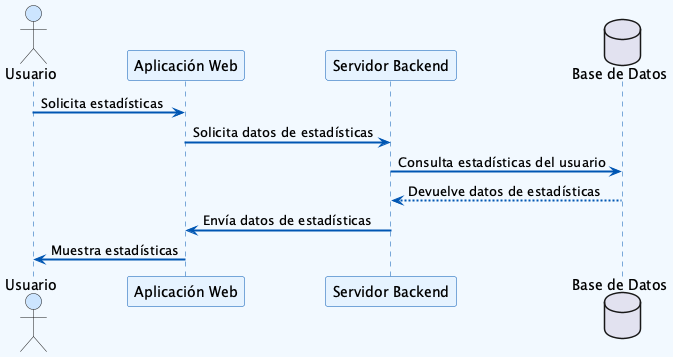 Usuario
Aplicación Web
Servidor Backend
Base de Datos
Solicita estadísticas
Solicita datos de estadísticas
Consulta estadísticas del usuario
Devuelve datos de estadísticas
Envía datos de estadísticas
Muestra estadísticas
Usuario
Aplicación Web
Servidor Backend
Base de Datos